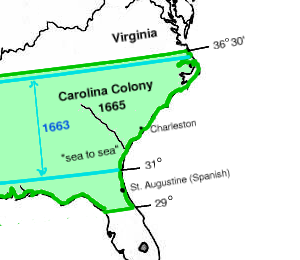 Virginia
36° 30'
Carolina Colony
1665
1663
Charleston
"sea to sea"
31°
St. Augustine (Spanish)
29°